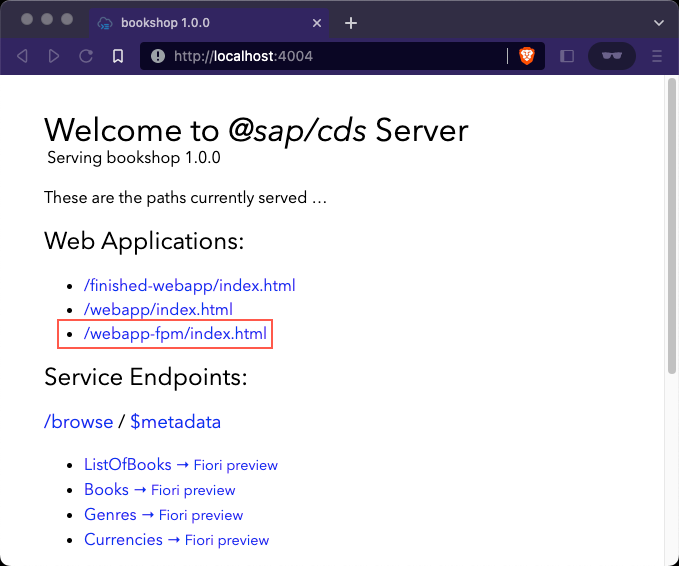 bookshop 1.0.0
http://localhost:4004
Welcome to @sap/cds Server
Serving bookshop 1.0.0
These are the paths currently served …
Web Applications:
/finished-webapp/index.html
/webapp/index.html
/webapp-fpm/index.html
Service Endpoints:
/browse / $metadata
ListOfBooks → Fiori preview
Books → Fiori preview
Genres → Fiori preview
Currencies → Fiori preview